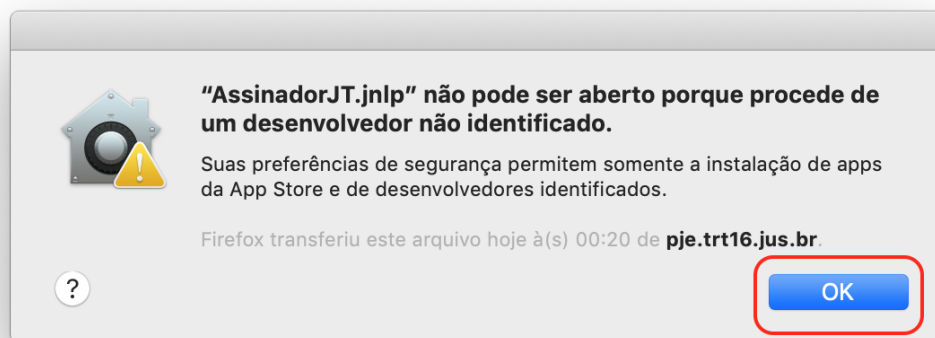 “AssinadorJT.jnlp” não pode ser aberto porque procede de
um desenvolvedor não identificado.
Suas preferências de segurança permitem somente a instalação de apps
da App Store e de desenvolvedores identificados.
Firefox transferiu este arquivo hoje à(s) 00:20 de pje.trt16.jus.br.
?
OK